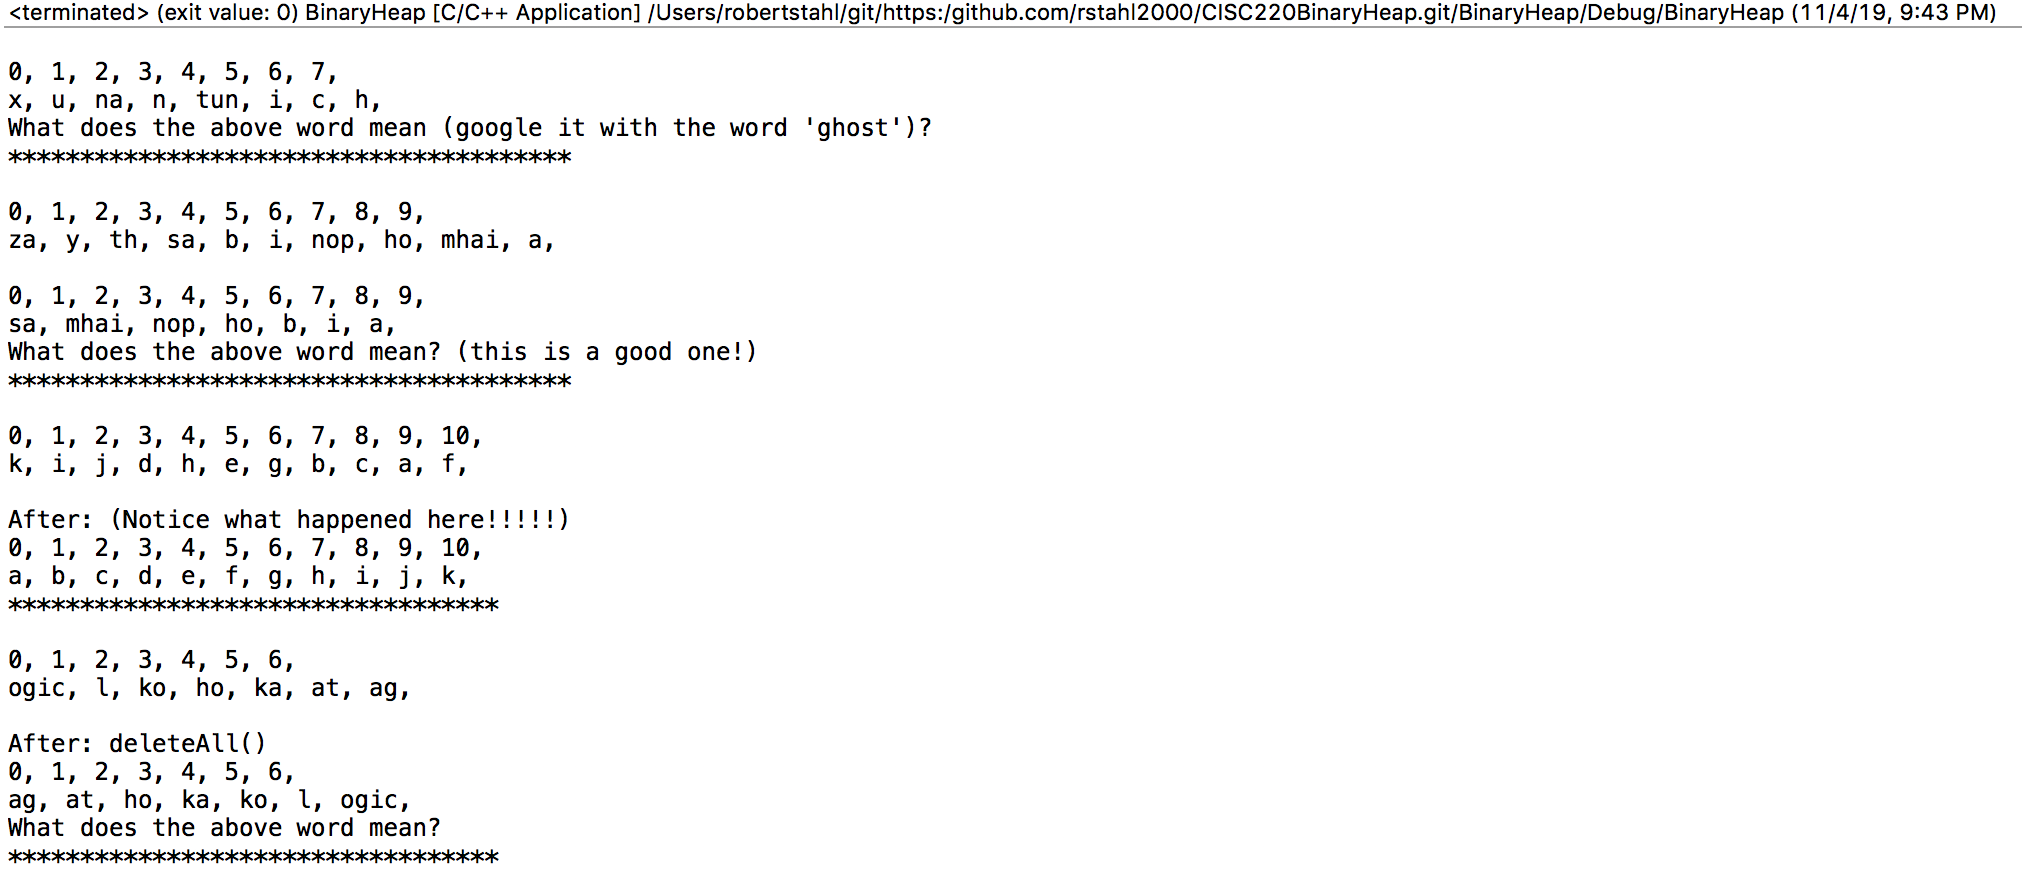 <terminated> (exit value: 0) BinaryHeap [C/C++ Application] /Users/robertstahl/git/https:/github.com/rstahl2000/CISC220BinaryHeap.git/BinaryHeap/Debug/BinaryHeap (11/4/19, 9:43 PM)
0, 1, 2, 3, 4, 5, 6, 7,
x, u, na, n, tun, i, c, h,
What does the above word mean (google it with the word 'ghost')?
***************************************
0, 1, 2, 3, 4, 5, 6, 7, 8, 9,
za, y, th, sa, b, i, nop, ho, mhai, a,
0, 1, 2, 3, 4, 5, 6, 7, 8, 9,
sa, mhai, nop, ho, b, i, a,
What does the above word mean? (this is a good one!)
***************************************
0, 1, 2, 3, 4, 5, 6, 7, 8, 9, 10,
k, i, j, d, h, e, g, b, c, a, f,
After: (Notice what happened here!!!!!)
0, 1, 2, 3, 4, 5, 6, 7, 8, 9, 10,
a, b, c, d, e, f, g, h, i, j, k,
**********************************
0, 1, 2, 3, 4, 5, 6,
ogic, l, ko, ho, ka, at, ag,
After: deleteAll()
0, 1, 2, 3, 4, 5, 6,
ag, at, ho, ka, ko, l, ogic,
What does the above word mean?
**********************************